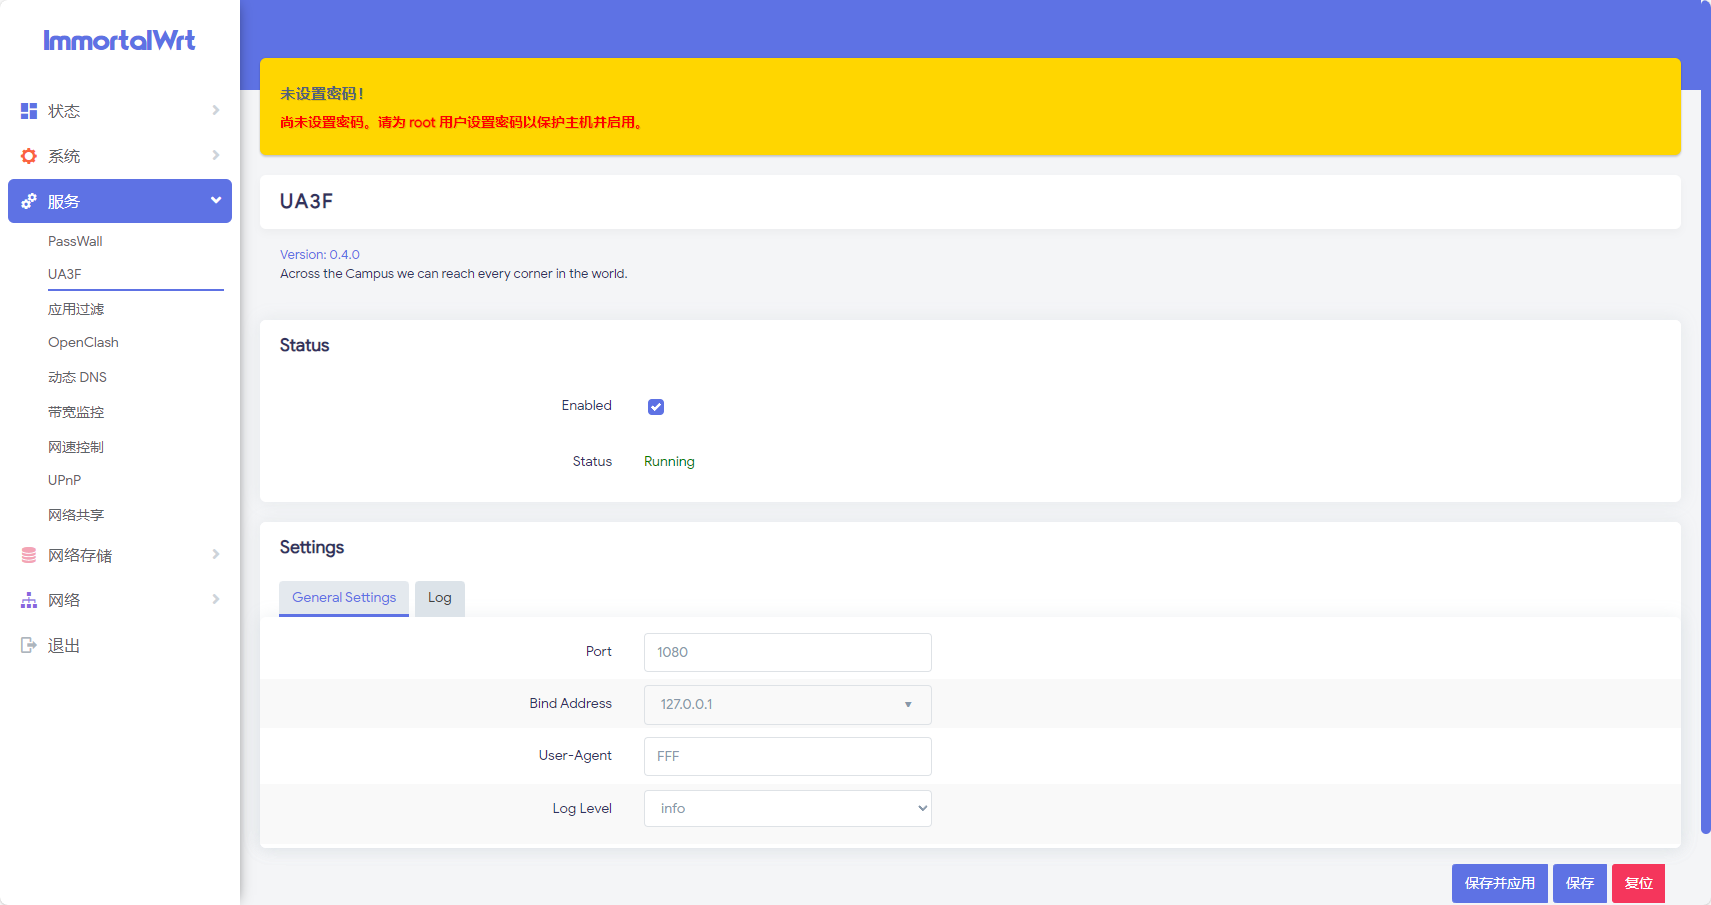 ImmortalWrt
状态
系统
服务
PassWall
UA3F
应用过滤
OpenClash
动态 DNS
带宽监控
网速控制
UPnP
网络共享
网络存储
网络
退出
未设置密码！
尚未设置密码。请为 root 用户设置密码以保护主机并启用。
UA3F
Version: 0.4.0
Across the Campus we can reach every corner in the world.
Status
Enabled
Status Running
Settings
General Settings Log
Port 1080
Bind Address 127.0.0.1
User-Agent FFF
Log Level info
保存并应用 保存 复位